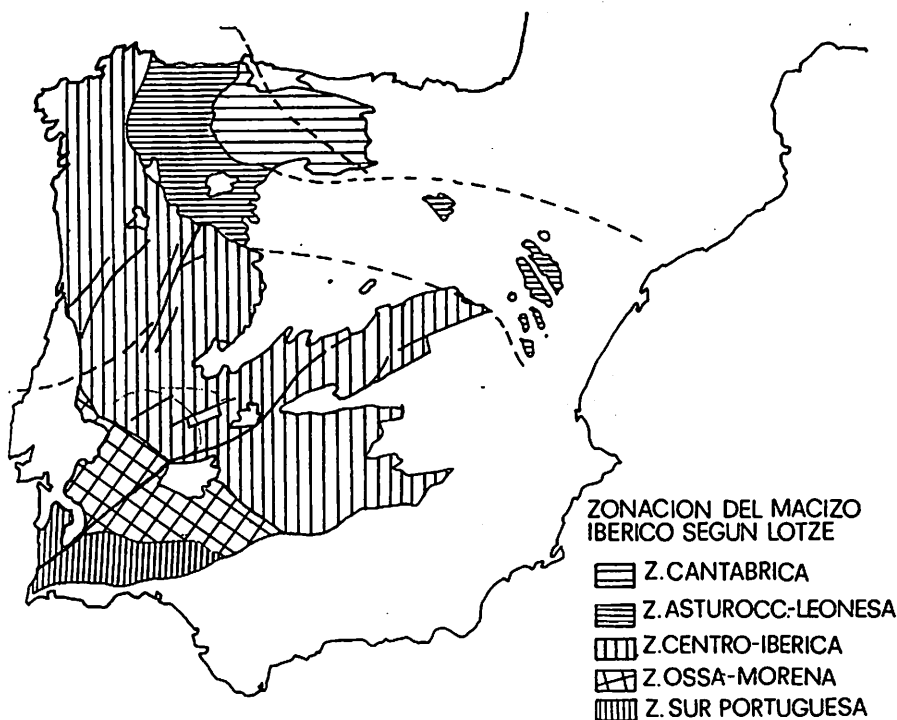 ZONACION DEL MACIZO
IBERICO SEGUN LOTZE
Z. CANTABRICA
Z. ASTUROCC.-LEONESA
Z. CENTRO-IBERICA
Z. OSSA-MORENA
Z. SUR PORTUGUESA